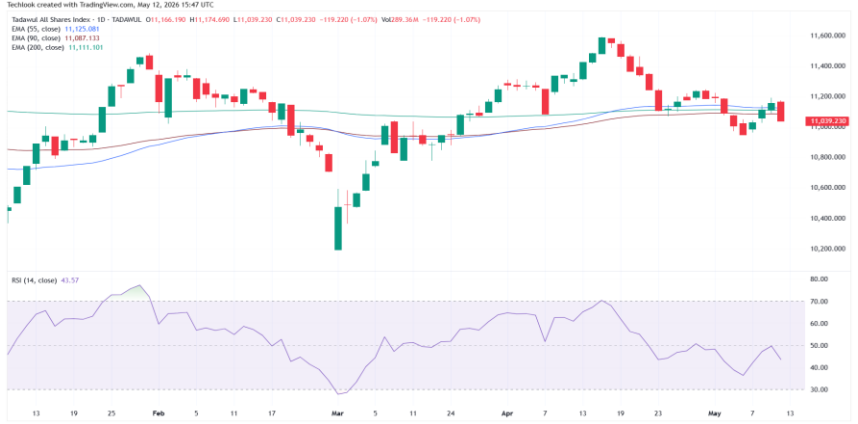 Techlook created with TradingView.com, May 12, 2026 15:47 UTC
Tadawul All Shares Index · 1D · TADAWUL O11,166.190 H11,174.690 L11,039.230 C11,039.230 −119.220 (−1.07%) Vol289.36M −119.220 (−1.07%)
EMA (55, close) 11,125.081
EMA (90, close) 11,087.133
EMA (200, close) 11,111.101
11,600.000
11,400.000
11,200.000
11,039.230
11,000.000
10,800.000
10,600.000
10,400.000
10,200.000
RSI (14, close) 43.57
80.00
70.00
60.00
50.00
40.00
30.00
13 19 25 Feb 5 11 17 23 Mar 5 11 24 Apr 7 13 19 23 May 7 13